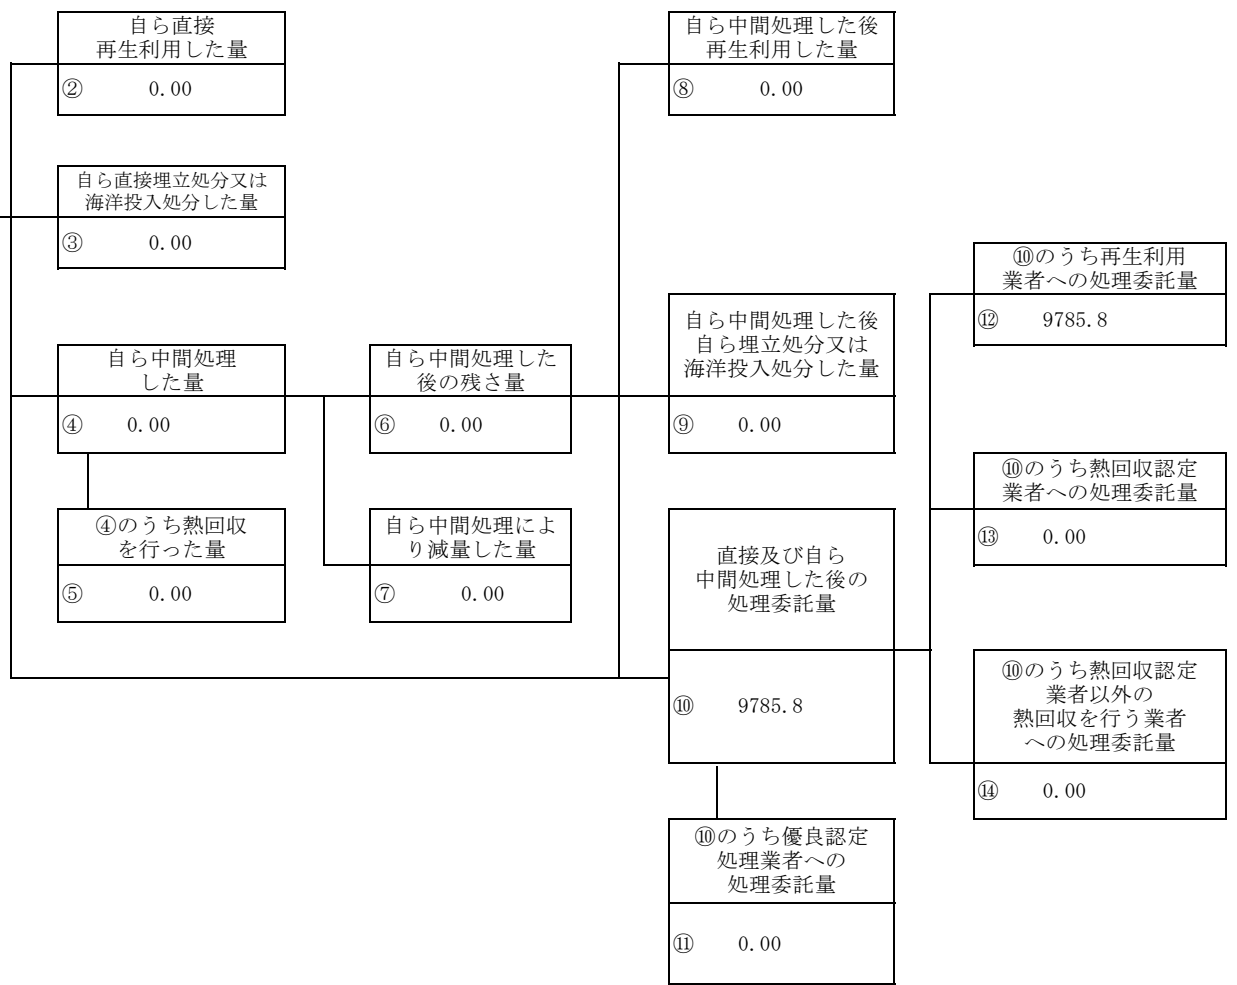 自ら直接
再生利用した量
② 0.00
自ら直接埋立処分又は
海洋投入処分した量
③ 0.00
自ら中間処理
した量
④ 0.00
④のうち熱回収
を行った量
⑤ 0.00
自ら中間処理した
後の残さ量
⑥ 0.00
自ら中間処理によ
り減量した量
⑦ 0.00
自ら中間処理した後
再生利用した量
⑧ 0.00
自ら中間処理した後
自ら埋立処分又は
海洋投入処分した量
⑨ 0.00
直接及び自ら
中間処理した後の
処理委託量
⑩ 9785.8
⑩のうち優良認定
処理業者への
処理委託量
⑪ 0.00
⑩のうち再生利用
業者への処理委託量
⑫ 9785.8
⑩のうち熱回収認定
業者への処理委託量
⑬ 0.00
⑩のうち熱回収認定
業者以外の
熱回収を行う業者
への処理委託量
⑭ 0.00